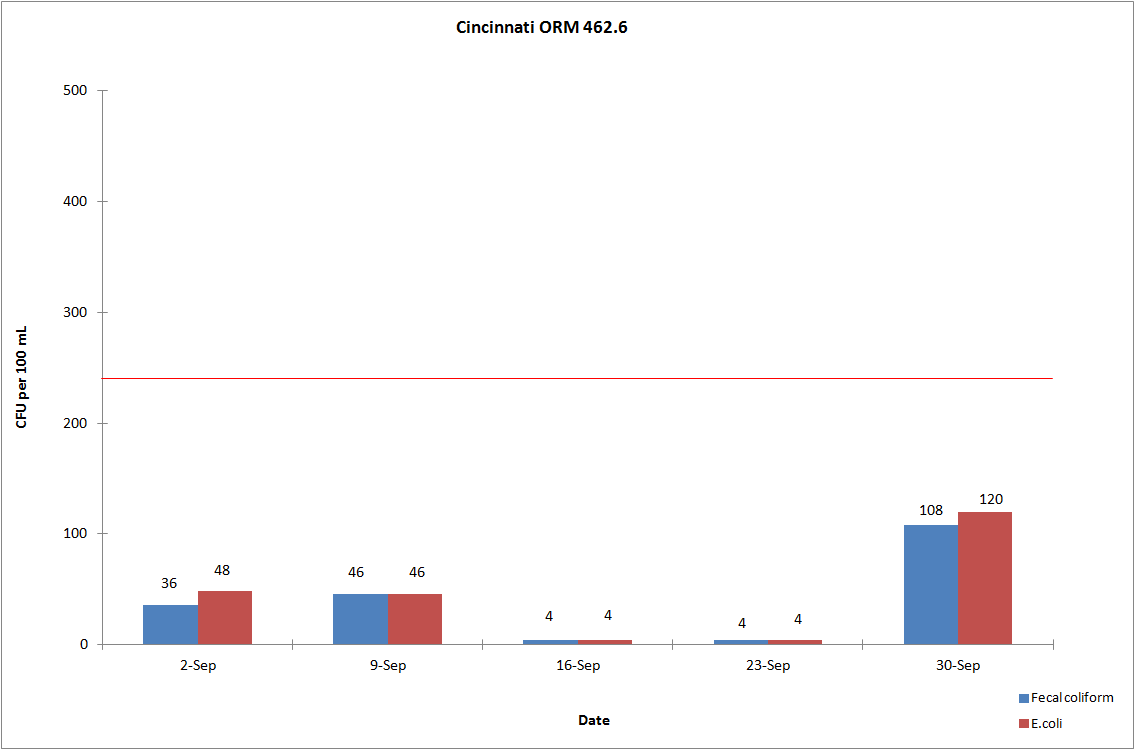 Cincinnati ORM 462.6
CFU per 100 mL
500
400
300
200
100
0
36
48
46
46
4
4
4
4
108
120
2-Sep
9-Sep
16-Sep
23-Sep
30-Sep
Date
Fecal coliform
E.coli